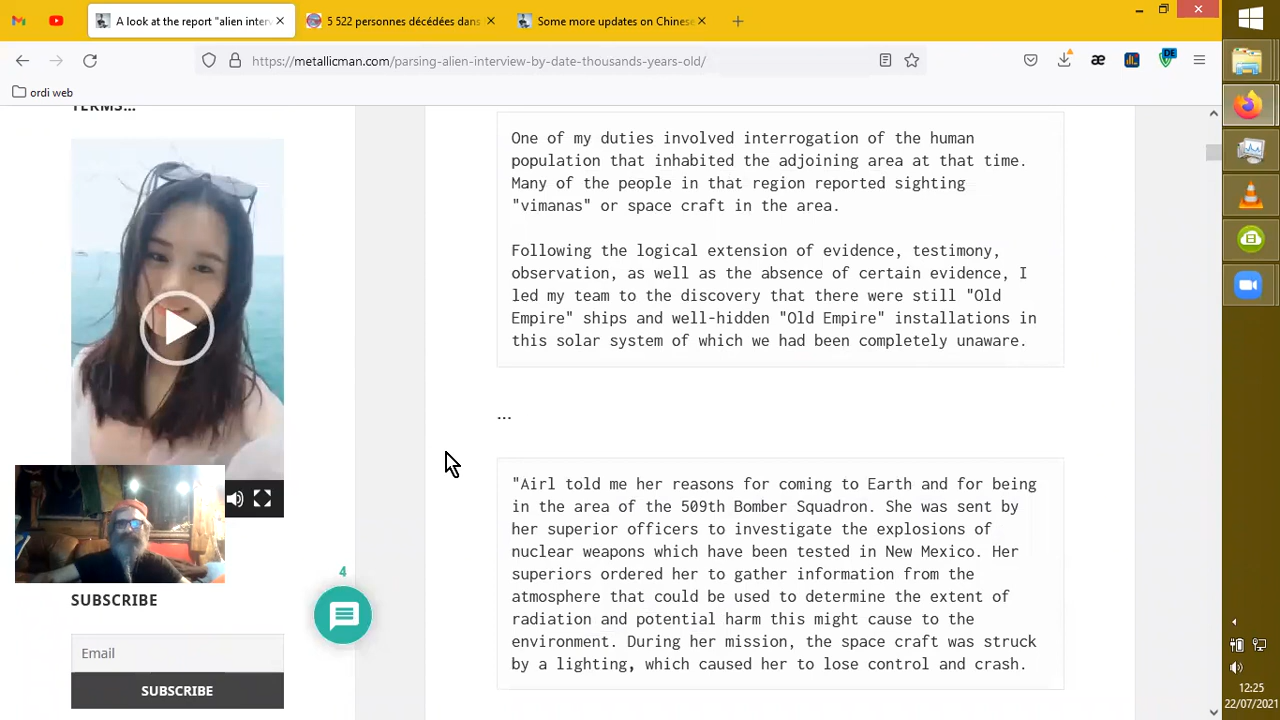 A look at the report "alien interv
5 522 personnes décédées dans
Some more updates on Chinese
https://metallicman.com/parsing-alien-interview-by-date-thousands-years-old/
æ
DE
ordi web
TERMS...
One of my duties involved interrogation of the human
population that inhabited the adjoining area at that time.
Many of the people in that region reported sighting
"vimanas" or space craft in the area.
Following the logical extension of evidence, testimony,
observation, as well as the absence of certain evidence, I
led my team to the discovery that there were still "Old
Empire" ships and well-hidden "Old Empire" installations in
this solar system of which we had been completely unaware.
...
"Airl told me her reasons for coming to Earth and for being
in the area of the 509th Bomber Squadron. She was sent by
her superior officers to investigate the explosions of
nuclear weapons which have been tested in New Mexico. Her
superiors ordered her to gather information from the
atmosphere that could be used to determine the extent of
radiation and potential harm this might cause to the
environment. During her mission, the space craft was struck
by a lighting, which caused her to lose control and crash.
4
SUBSCRIBE
Email
SUBSCRIBE
12:25
22/07/2021